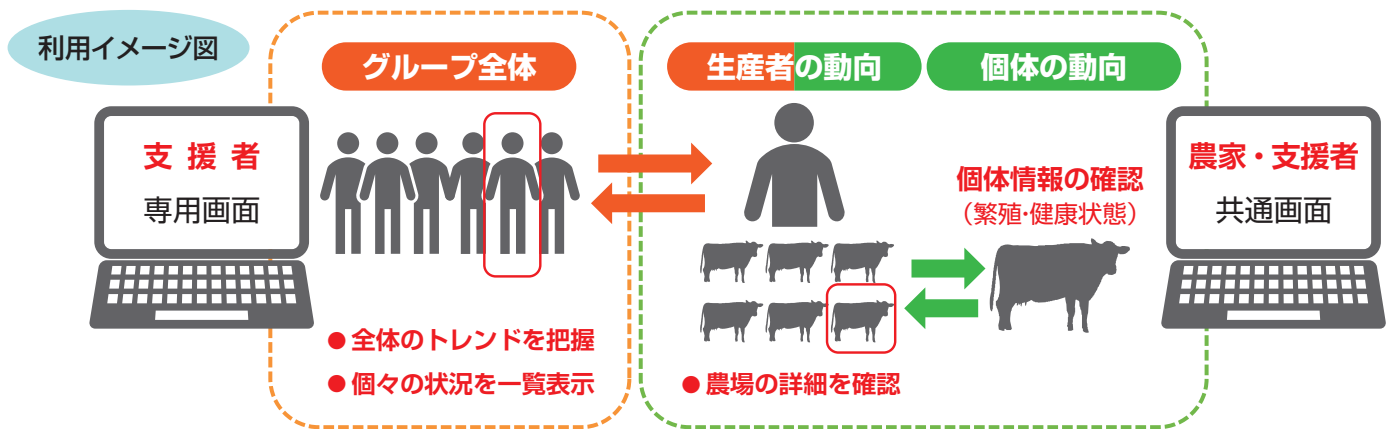 利用イメージ図
グループ全体
生産者の動向
個体の動向
支援者
専用画面
個体情報の確認
（繁殖・健康状態）
農家・支援者
共通画面
● 全体のトレンドを把握
● 個々の状況を一覧表示
● 農場の詳細を確認